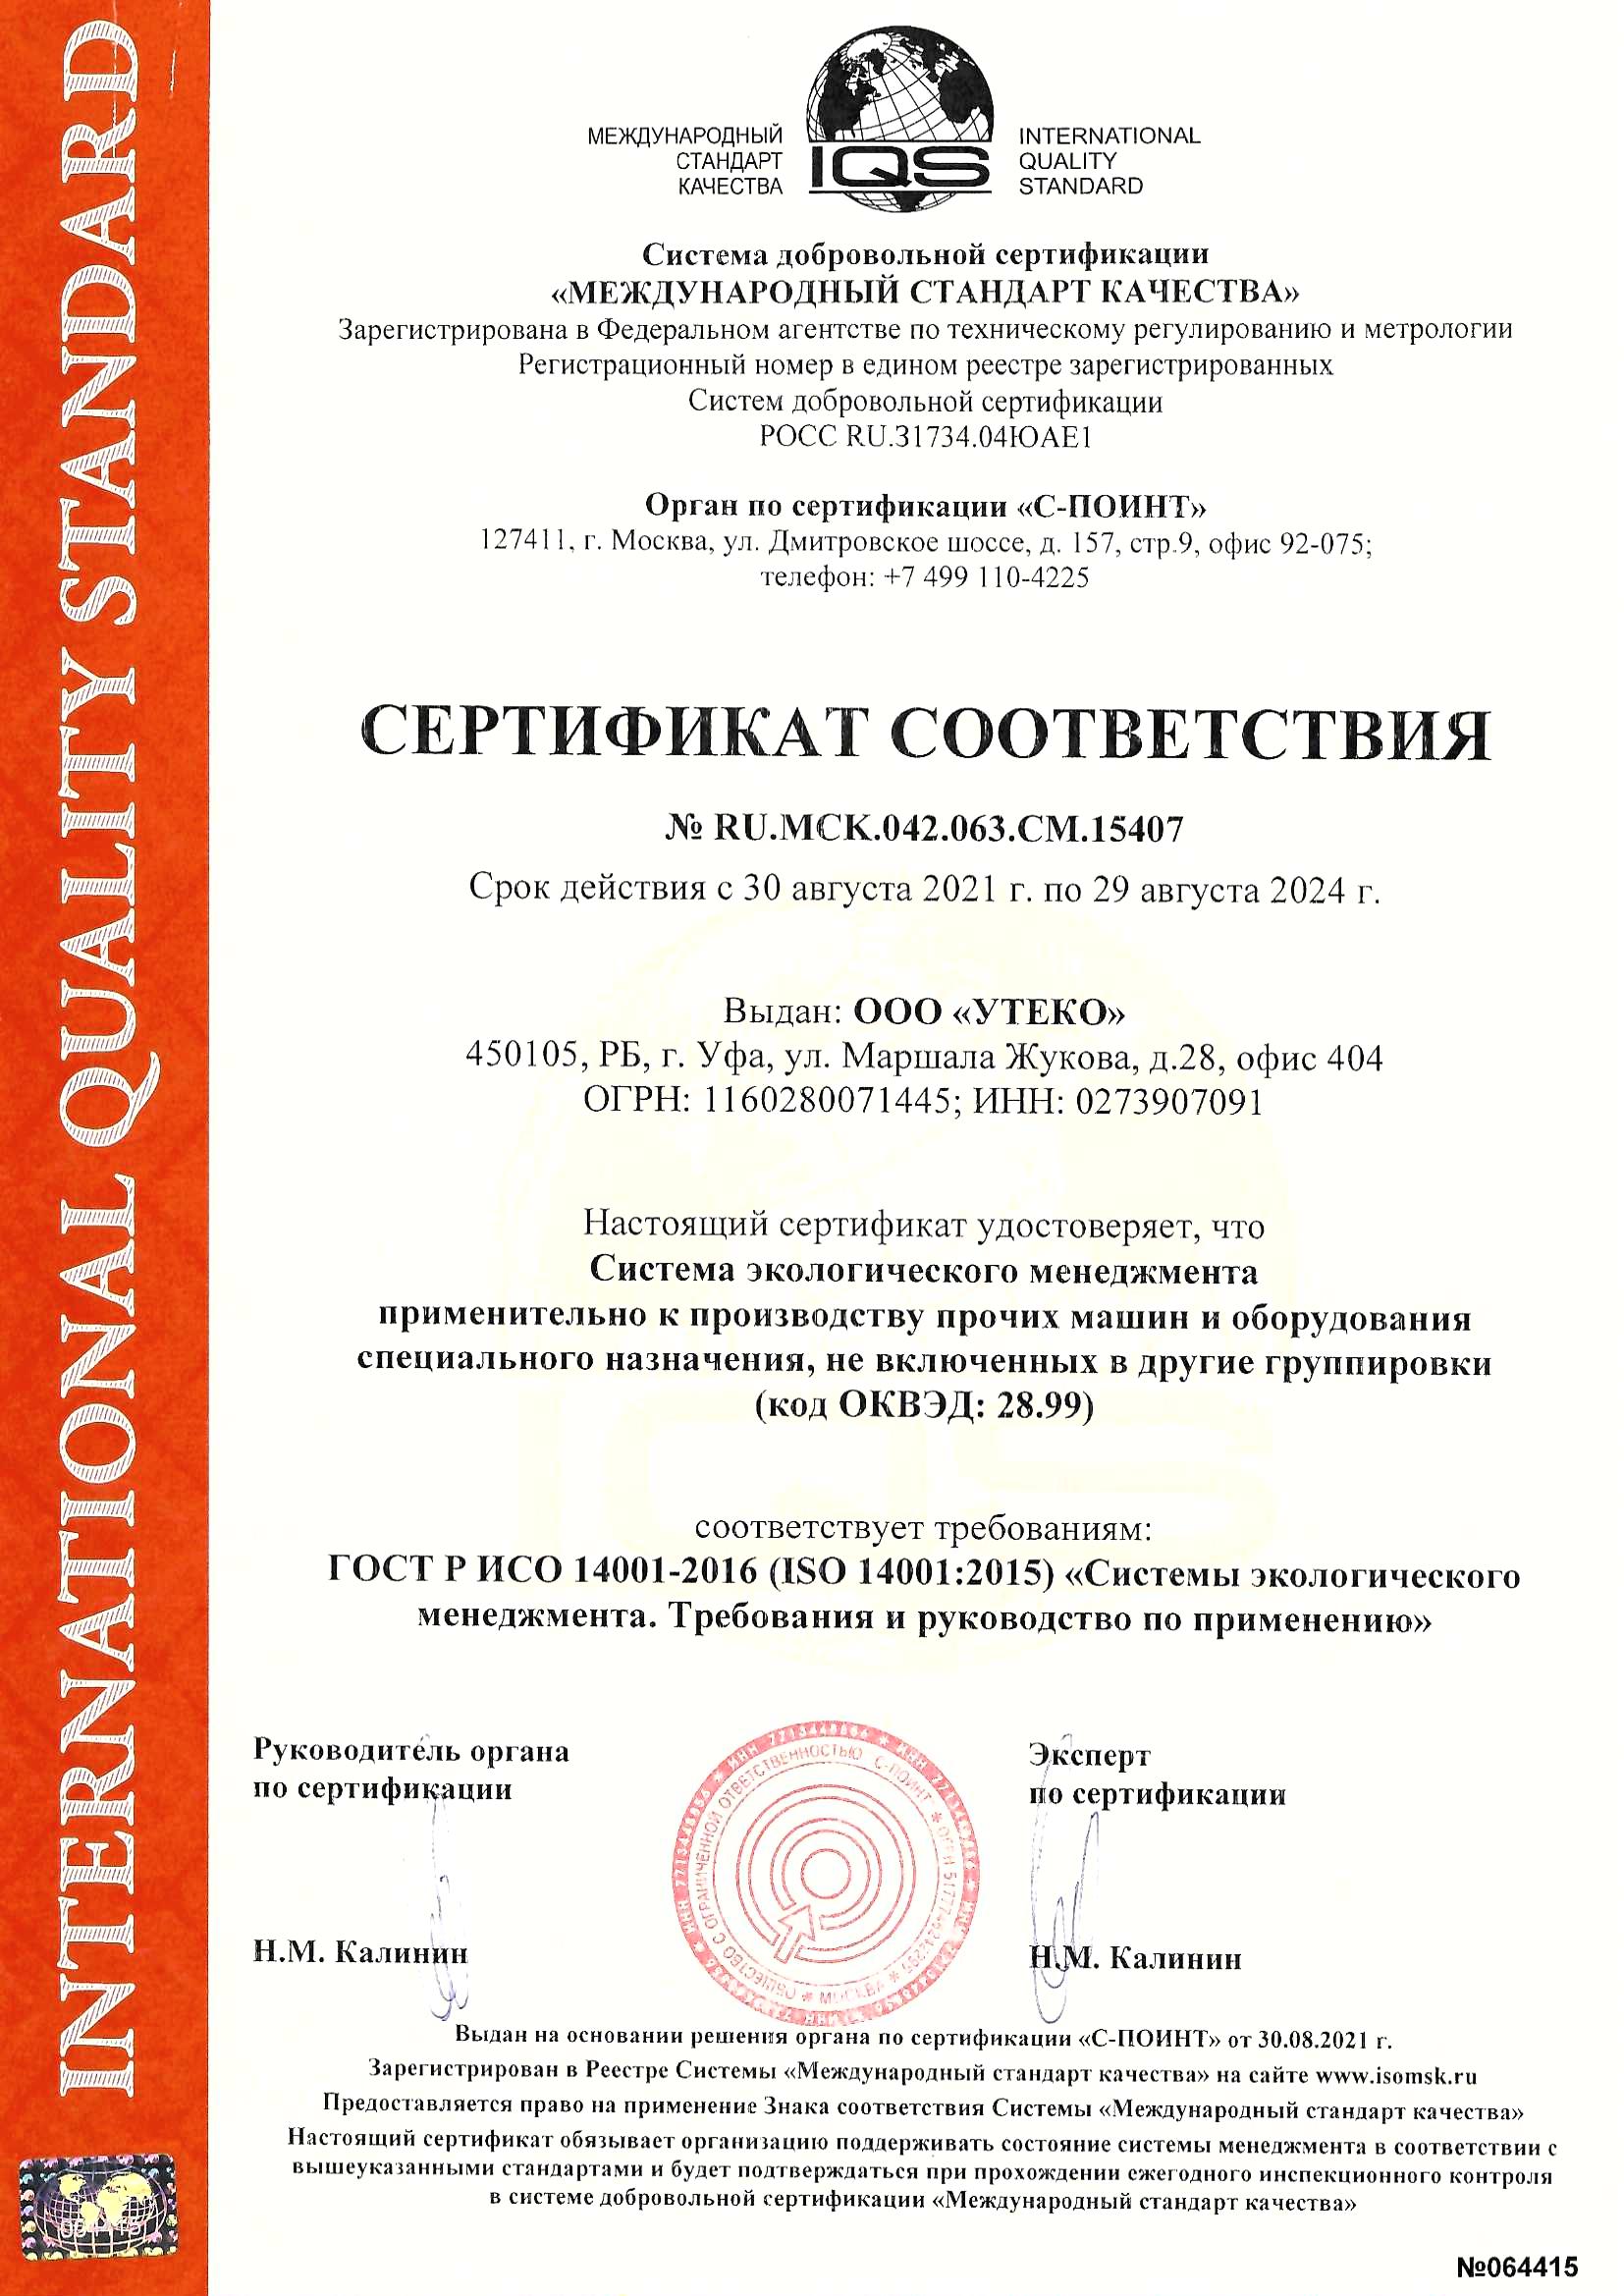 INTERNATIONAL QUALITY STANDARD
МЕЖДУНАРОДНЫЙ
СТАНДАРТ
КАЧЕСТВА
IQS
INTERNATIONAL
QUALITY
STANDARD
Система добровольной сертификации
«МЕЖДУНАРОДНЫЙ СТАНДАРТ КАЧЕСТВА»
Зарегистрирована в Федеральном агентстве по техническому регулированию и метрологии
Регистрационный номер в едином реестре зарегистрированных
Систем добровольной сертификации
РОСС RU.31734.04ЮАЕ1
Орган по сертификации «С-ПОИНТ»
127411, г. Москва, ул. Дмитровское шоссе, д. 157, стр.9, офис 92-075;
телефон: +7 499 110-4225
СЕРТИФИКАТ СООТВЕТСТВИЯ
№ RU.МСК.042.063.СМ.15407
Срок действия с 30 августа 2021 г. по 29 августа 2024 г.
Выдан: ООО «УТЕКО»
450105, РБ, г. Уфа, ул. Маршала Жукова, д.28, офис 404
ОГРН: 1160280071445; ИНН: 0273907091
Настоящий сертификат удостоверяет, что
Система экологического менеджмента
применительно к производству прочих машин и оборудования
специального назначения, не включенных в другие группировки
(код ОКВЭД: 28.99)
соответствует требованиям:
ГОСТ Р ИСО 14001-2016 (ISO 14001:2015) «Системы экологического
менеджмента. Требования и руководство по применению»
Руководитель органа
по сертификации
Эксперт
по сертификации
ОБЩЕСТВО С ОГРАНИЧЕННОЙ ОТВЕТСТВЕННОСТЬЮ С-ПОИНТ
МОСКВА
Н.М. Калинин
Н.М. Калинин
Выдан на основании решения органа по сертификации «С-ПОИНТ» от 30.08.2021 г.
Зарегистрирован в Реестре Системы «Международный стандарт качества» на сайте www.isomsk.ru
Предоставляется право на применение Знака соответствия Системы «Международный стандарт качества»
Настоящий сертификат обязывает организацию поддерживать состояние системы менеджмента в соответствии с
вышеуказанными стандартами и будет подтверждаться при прохождении ежегодного инспекционного контроля
в системе добровольной сертификации «Международный стандарт качества»
№064415